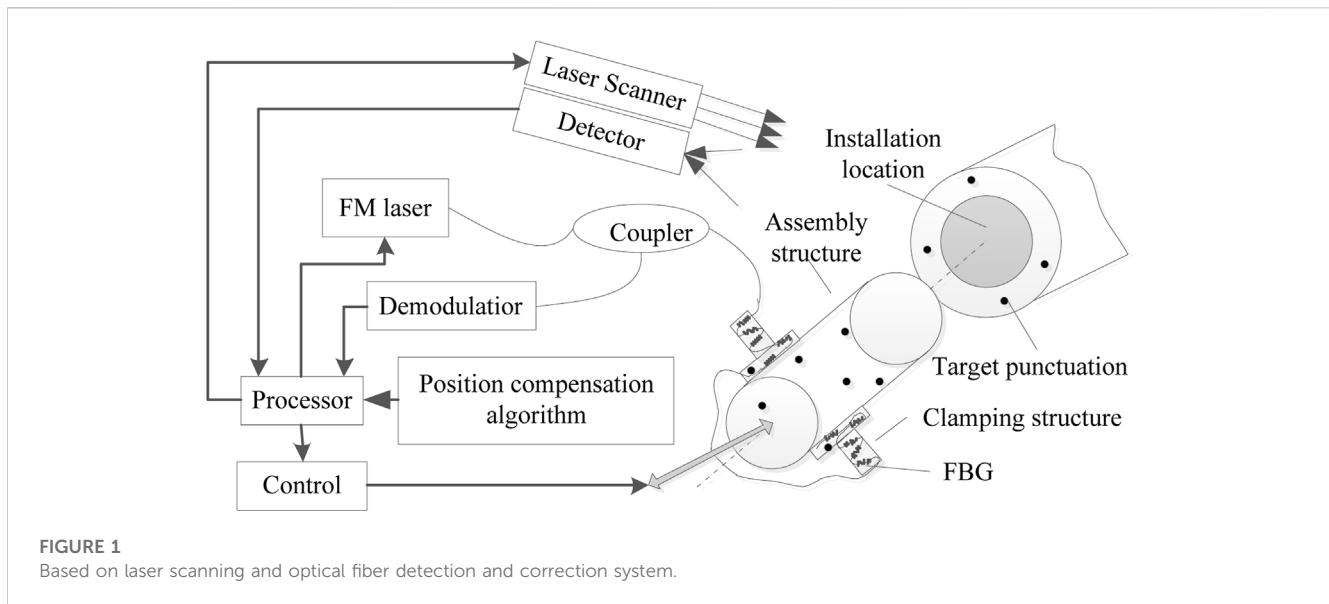 Laser Scanner
Detector
Installation
location
FM laser
Coupler
Assembly
structure
Demodulatior
Target punctuation
Position compensation
algorithm
Processor
Clamping structure
FBG
Control
FIGURE 1
Based on laser scanning and optical fiber detection and correction system.